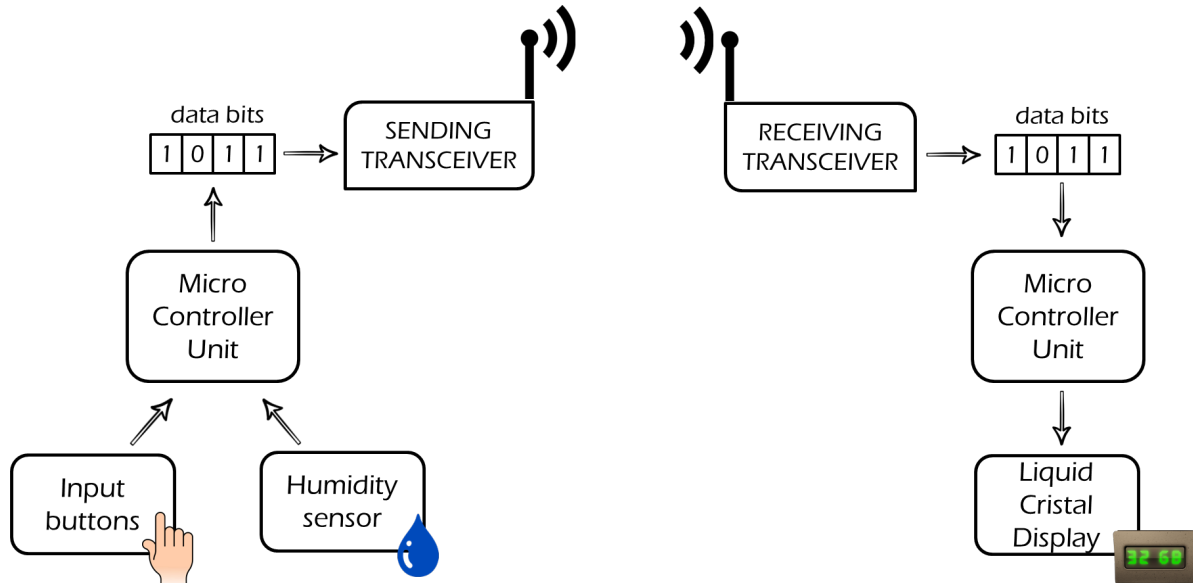 data bits
1 0 1 1
SENDING
TRANSCEIVER
Micro
Controller
Unit
Input
buttons
Humidity
sensor
RECEIVING
TRANSCEIVER
data bits
1 0 1 1
Micro
Controller
Unit
Liquid
Cristal
Display
32 68